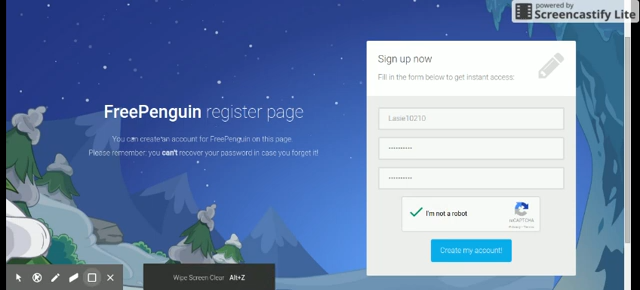 powered by
Screencastify Lite
Sign up now
Fill in the form below to get instant access:
FreePenguin register page
You can create an account for FreePenguin on this page.
Please remember: you can't recover your password in case you forget it!
Lasie10210
I'm not a robot
reCAPTCHA
Privacy - Terms
Create my account!
Wipe Screen Clear Alt+Z